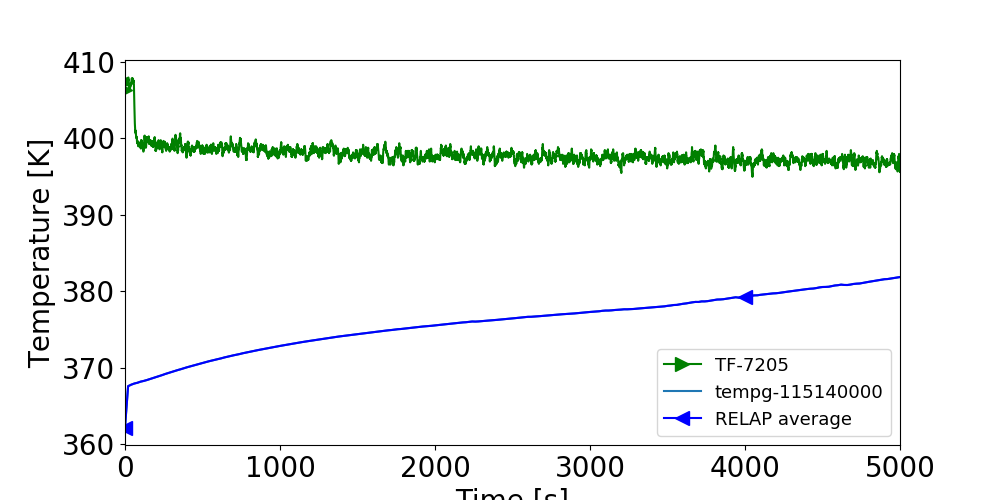 410
400
390
380
370
360
Temperature [K]
0 1000 2000 3000 4000 5000
Time [s]
TF-7205
tempg-115140000
RELAP average